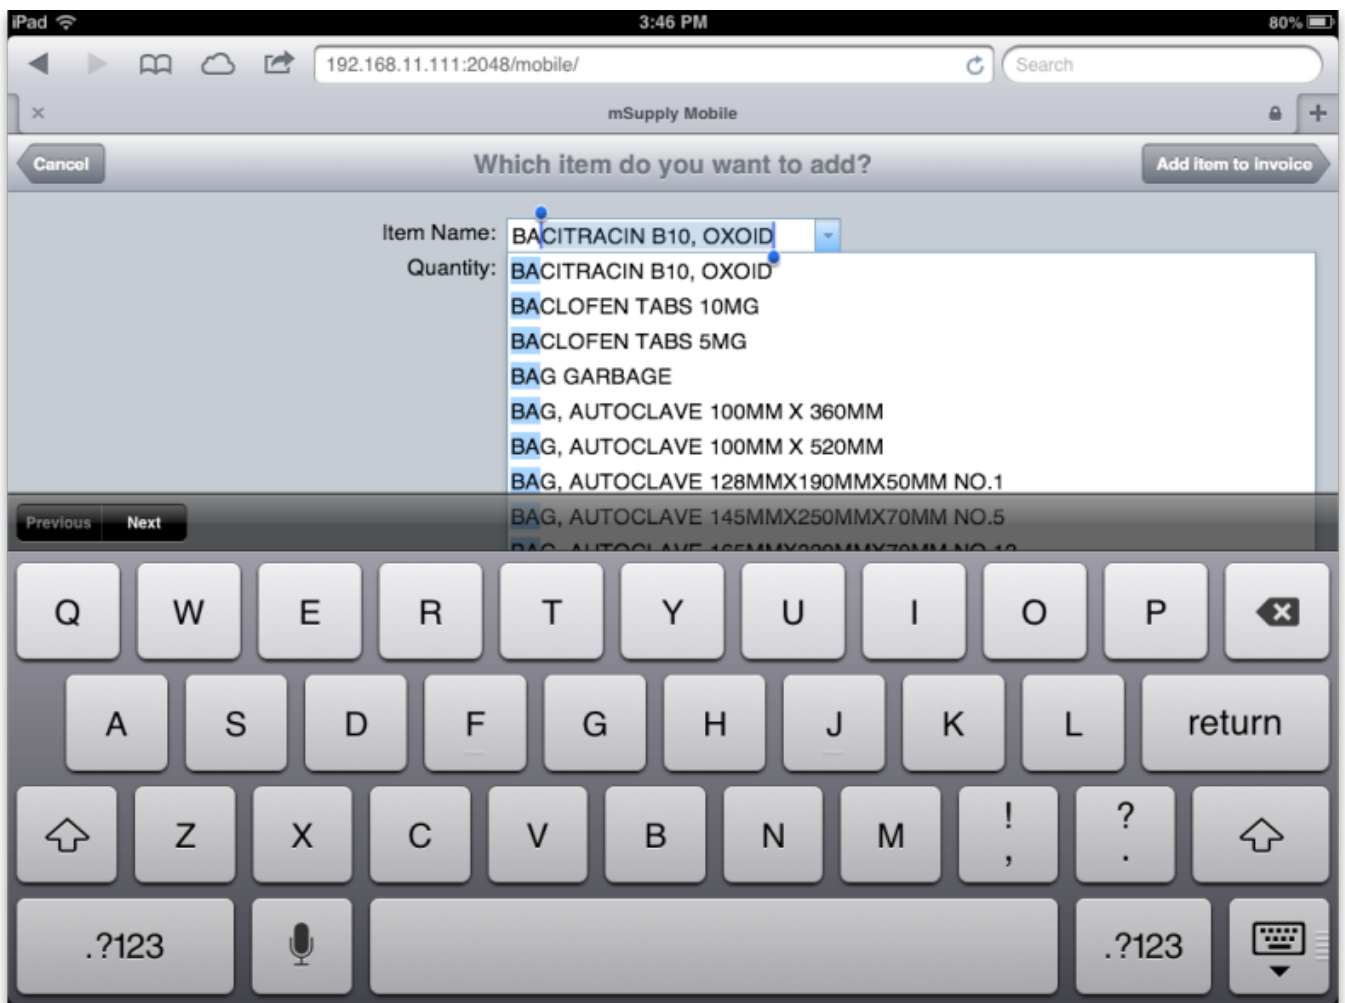 iPad 3:46 PM 80%
192.168.11.111:2048/mobile/ Search
mSupply Mobile
Cancel Which item do you want to add? Add item to invoice
Item Name: BACITRACIN B10, OXOID
Quantity: BACITRACIN B10, OXOID
BACLOFEN TABS 10MG
BACLOFEN TABS 5MG
BAG GARBAGE
BAG, AUTOCLAVE 100MM X 360MM
BAG, AUTOCLAVE 100MM X 520MM
BAG, AUTOCLAVE 128MMX190MMX50MM NO.1
Previous Next BAG, AUTOCLAVE 145MMX250MMX70MM NO.5
BAG, AUTOCLAVE
Q W E R T Y U I O P
A S D F G H J K L return
Z X C V B N M ! , ? .
.?123 .?123